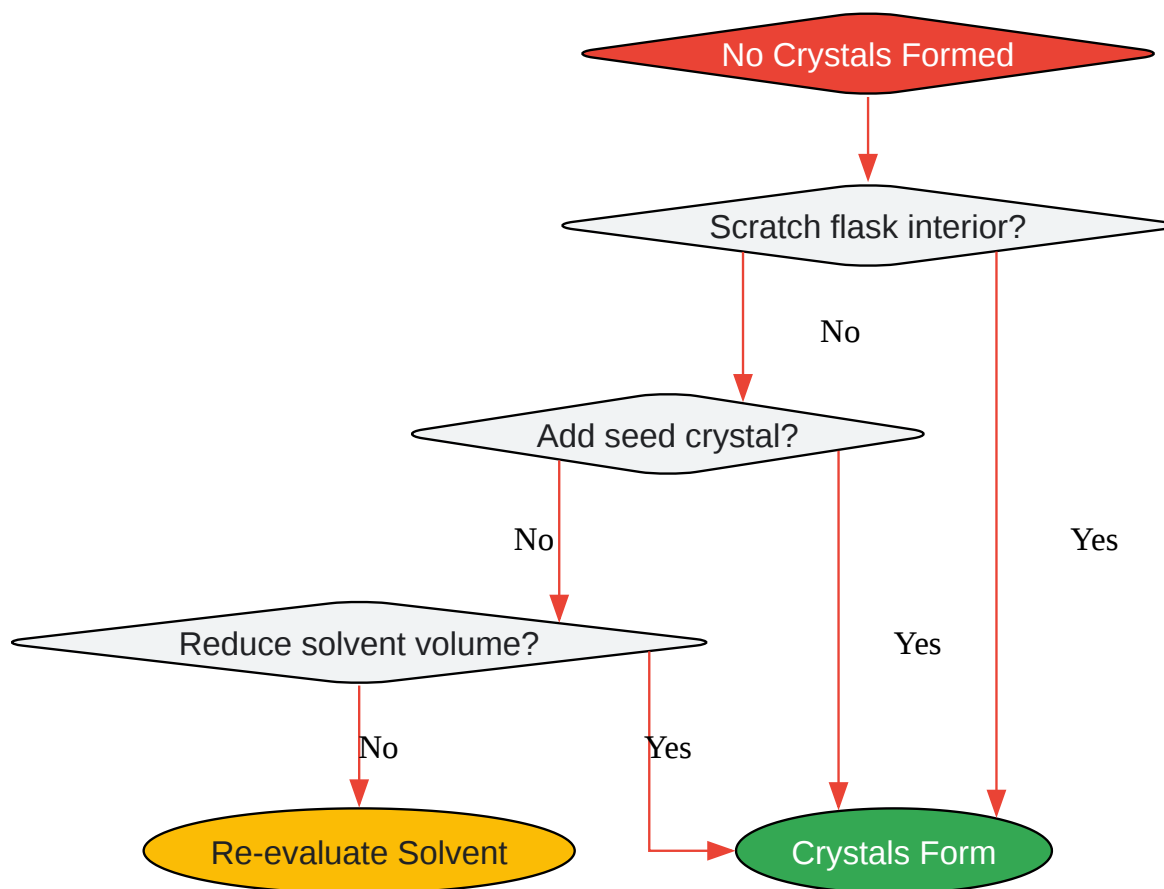 No Crystals Formed
Scratch flask interior?
No
Add seed crystal?
No
Yes
Reduce solvent volume?
Yes
No
Yes
Re-evaluate Solvent
Crystals Form